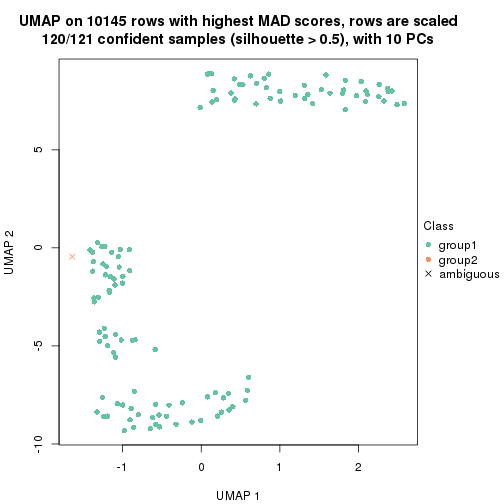 UMAP on 10145 rows with highest MAD scores, rows are scaled
120/121 confident samples (silhouette > 0.5), with 10 PCs
5
0
-5
-10
UMAP 2
-1
0
1
2
UMAP 1
Class
group1
group2
ambiguous